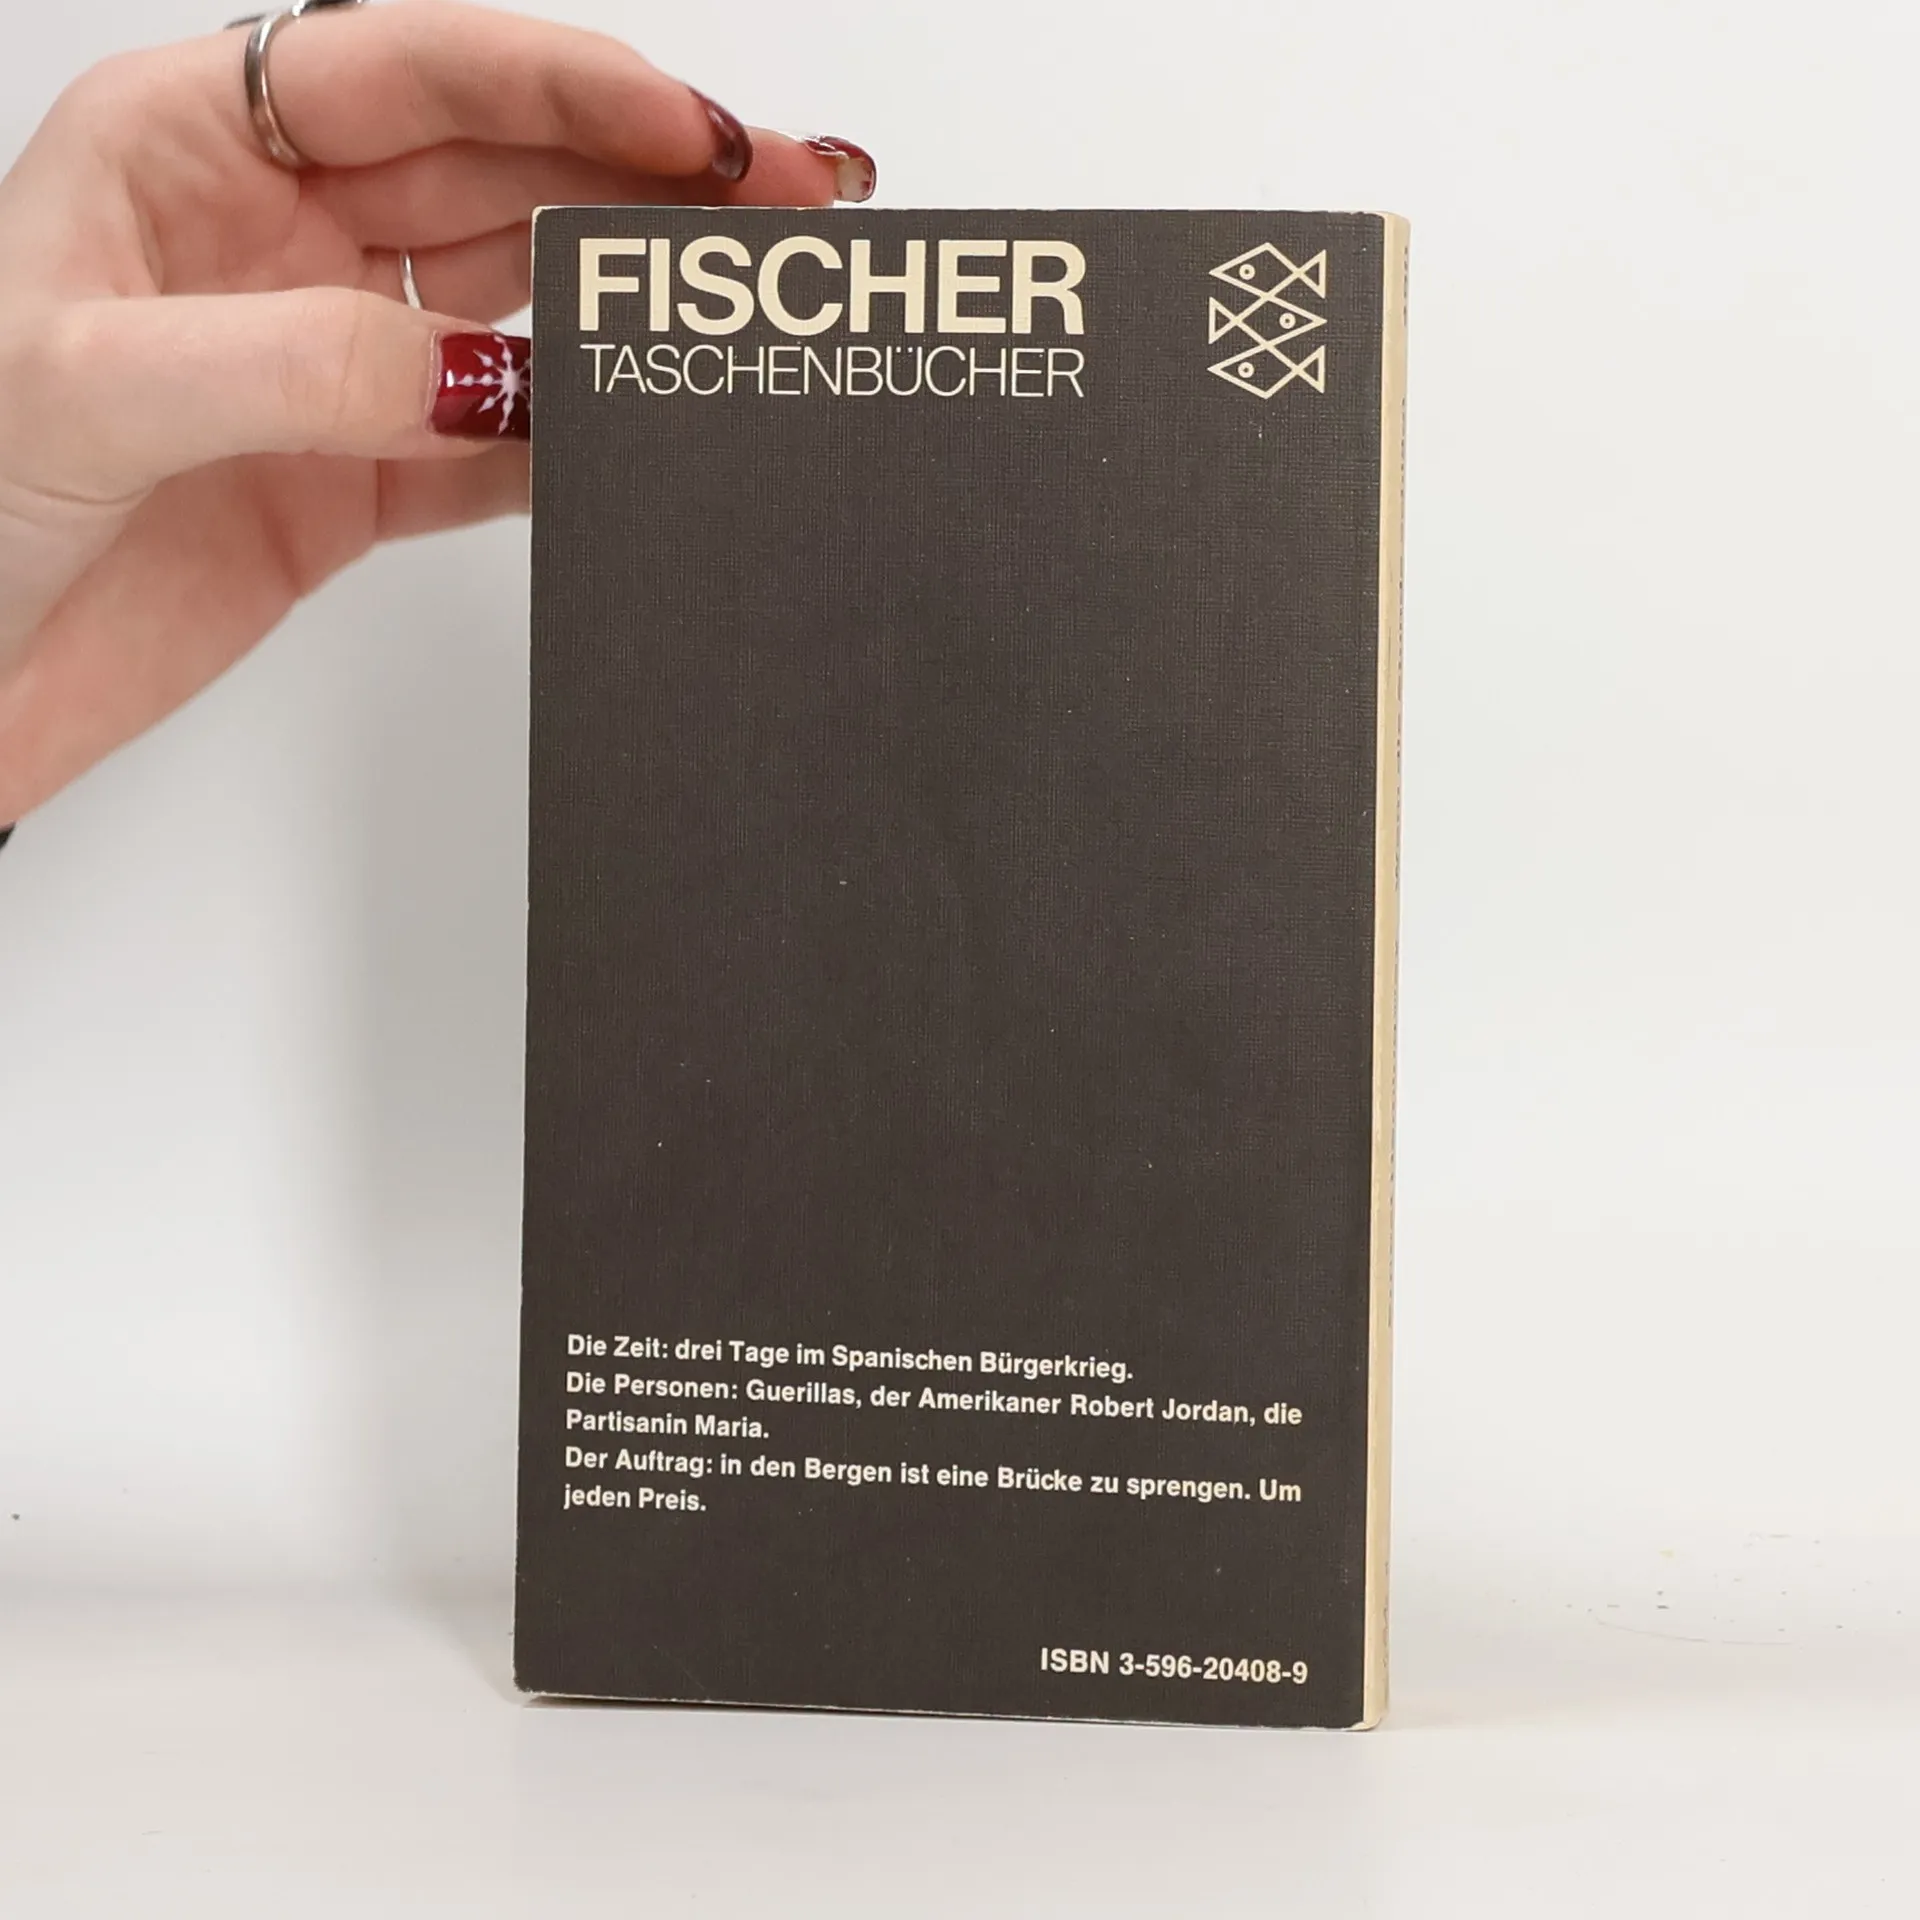 FISCHER
TASCHENBÜCHER
Die Zeit: drei Tage im Spanischen Bürgerkrieg.
Die Personen: Guerillas, der Amerikaner Robert Jordan, die
Partisanin Maria.
Der Auftrag: in den Bergen ist eine Brücke zu sprengen. Um
jeden Preis.
ISBN 3-596-20408-9